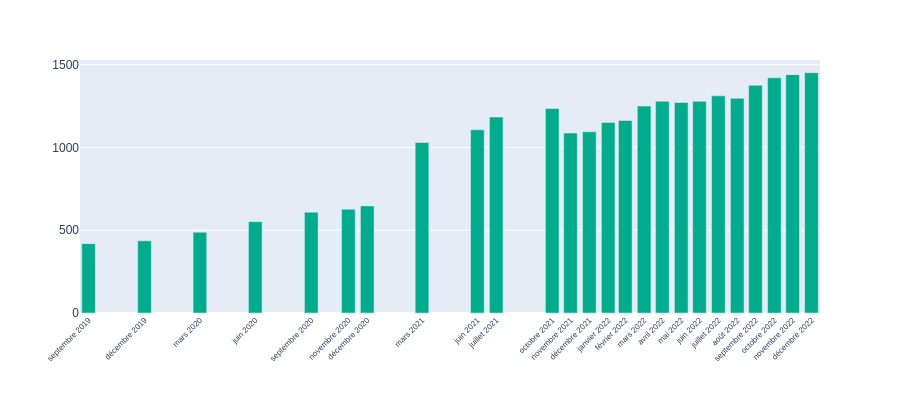 1500
1000
500
0
septembre 2019
décembre 2019
mars 2020
juin 2020
septembre 2020
novembre 2020
décembre 2020
mars 2021
juin 2021
juillet 2021
octobre 2021
novembre 2021
décembre 2021
janvier 2022
février 2022
mars 2022
avril 2022
mai 2022
juin 2022
juillet 2022
août 2022
septembre 2022
octobre 2022
novembre 2022
décembre 2022